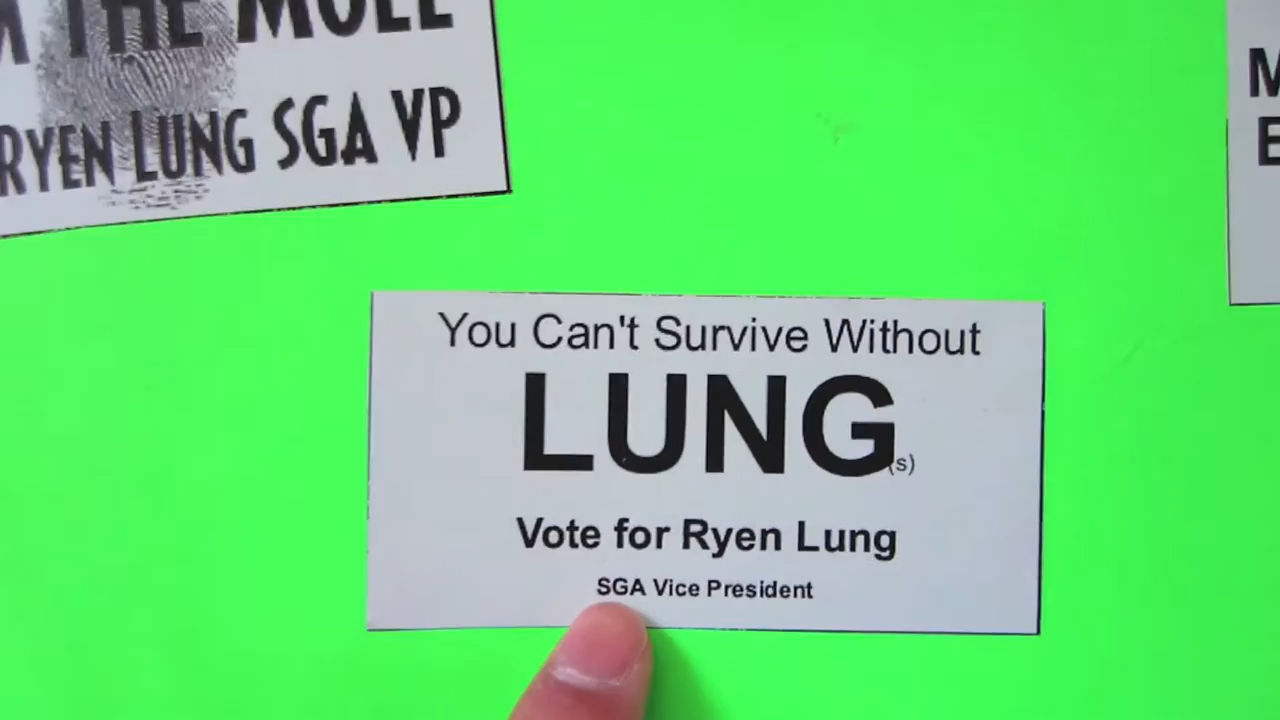 THE MOLE
RYEN LUNG SGA VP
You Can't Survive Without
LUNG(s)
Vote for Ryen Lung
SGA Vice President